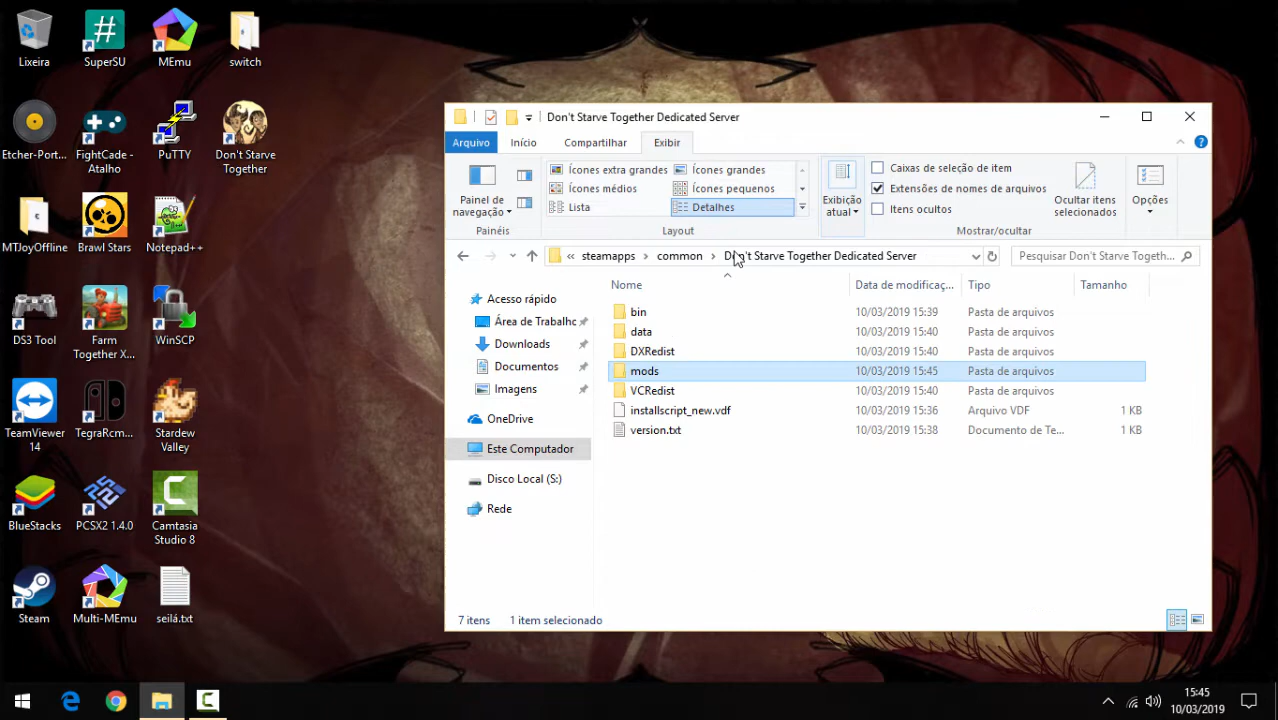 Lixeira
SuperSU
MEmu
switch
Etcher-Port...
FightCade -
Atalho
PuTTY
Don't Starve
Together
MTJoyOffline
Brawl Stars
Notepad++
DS3 Tool
Farm
Together X...
WinSCP
TeamViewer
14
TegraRcm...
Stardew
Valley
BlueStacks
PCSX2 1.4.0
Camtasia
Studio 8
Steam
Multi-MEmu
seilá.txt
Don't Starve Together Dedicated Server
Arquivo
Início
Compartilhar
Exibir
Painel de
navegação
Ícones extra grandes
Ícones grandes
Ícones médios
Ícones pequenos
Lista
Detalhes
Exibição
atual
Caixas de seleção de item
Extensões de nomes de arquivos
Itens ocultos
Ocultar itens
selecionados
Opções
Painéis
Layout
Mostrar/ocultar
« steamapps › common › Don't Starve Together Dedicated Server
Pesquisar Don't Starve Togeth...
Nome
Data de modificaç...
Tipo
Tamanho
Acesso rápido
Área de Trabalho
Downloads
Documentos
Imagens
OneDrive
Este Computador
Disco Local (S:)
Rede
bin 10/03/2019 15:39 Pasta de arquivos
data 10/03/2019 15:40 Pasta de arquivos
DXRedist 10/03/2019 15:40 Pasta de arquivos
mods 10/03/2019 15:45 Pasta de arquivos
VCRedist 10/03/2019 15:40 Pasta de arquivos
installscript_new.vdf 10/03/2019 15:36 Arquivo VDF 1 KB
version.txt 10/03/2019 15:38 Documento de Te... 1 KB
7 itens
1 item selecionado
15:45
10/03/2019